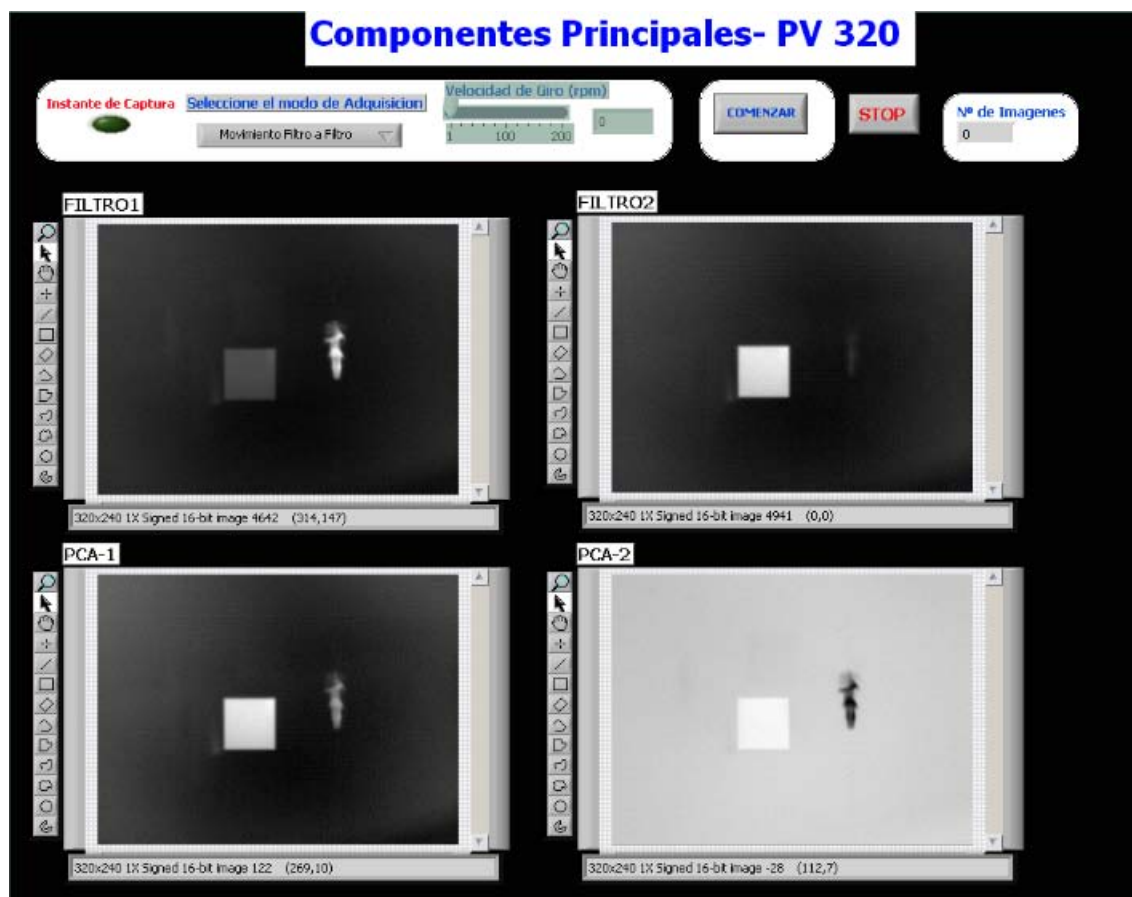 Componentes Principales- PV 320
Instante de Captura
Seleccione el modo de Adquisicion
Movimiento Filtro a Filtro
Velocidad de Giro (rpm)
1 100 200
0
COMENZAR
STOP
Nº de Imagenes
0
FILTRO1
320x240 1X Signed 16-bit image 4642 (314,147)
FILTRO2
320x240 1X Signed 16-bit image 4941 (0,0)
PCA-1
320x240 1X Signed 16-bit image 122 (269,10)
PCA-2
320x240 1X Signed 16-bit image -28 (112,7)